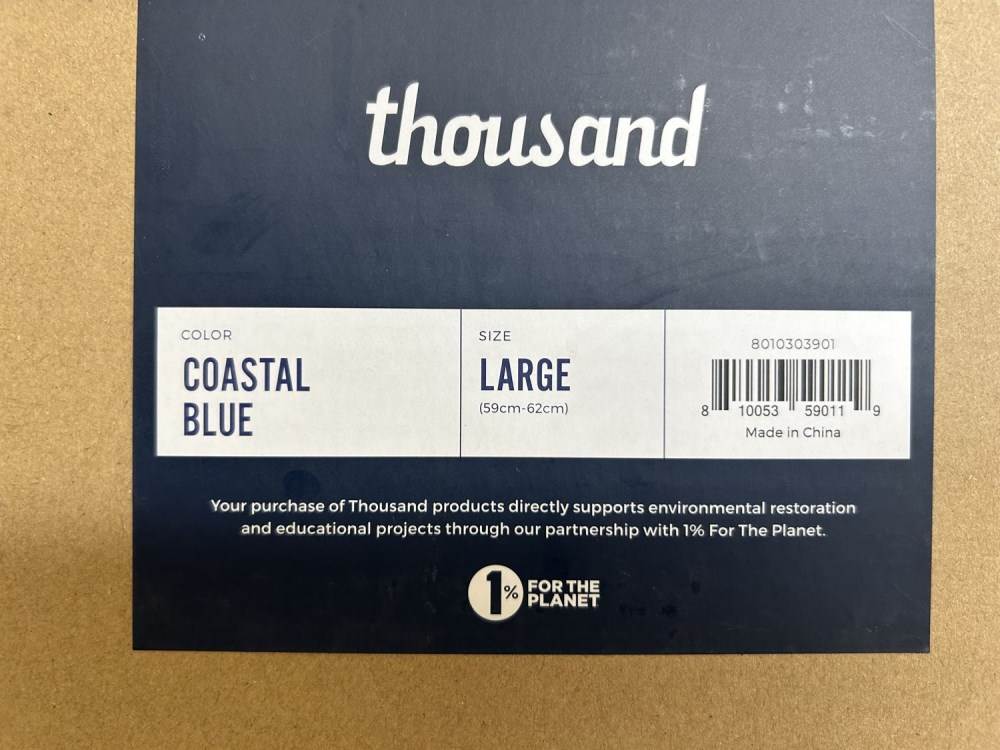 thousand
COLOR
COASTAL
BLUE
SIZE
LARGE
(59cm-62cm)
8010303901
8 10053 59011 9
Made in China
Your purchase of Thousand products directly supports environmental restoration
and educational projects through our partnership with 1% For The Planet.
1% FOR THE
PLANET